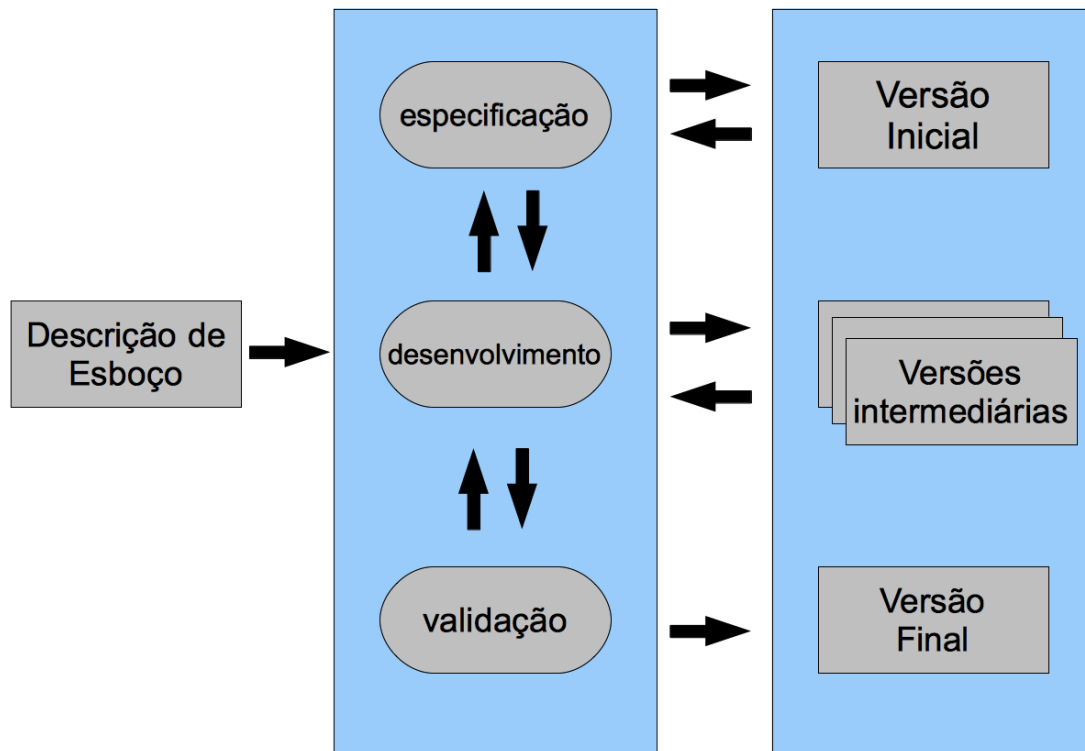 especificação
Versão
Inicial
Descrição de
Esboço
desenvolvimento
Versões
intermediárias
validação
Versão
Final